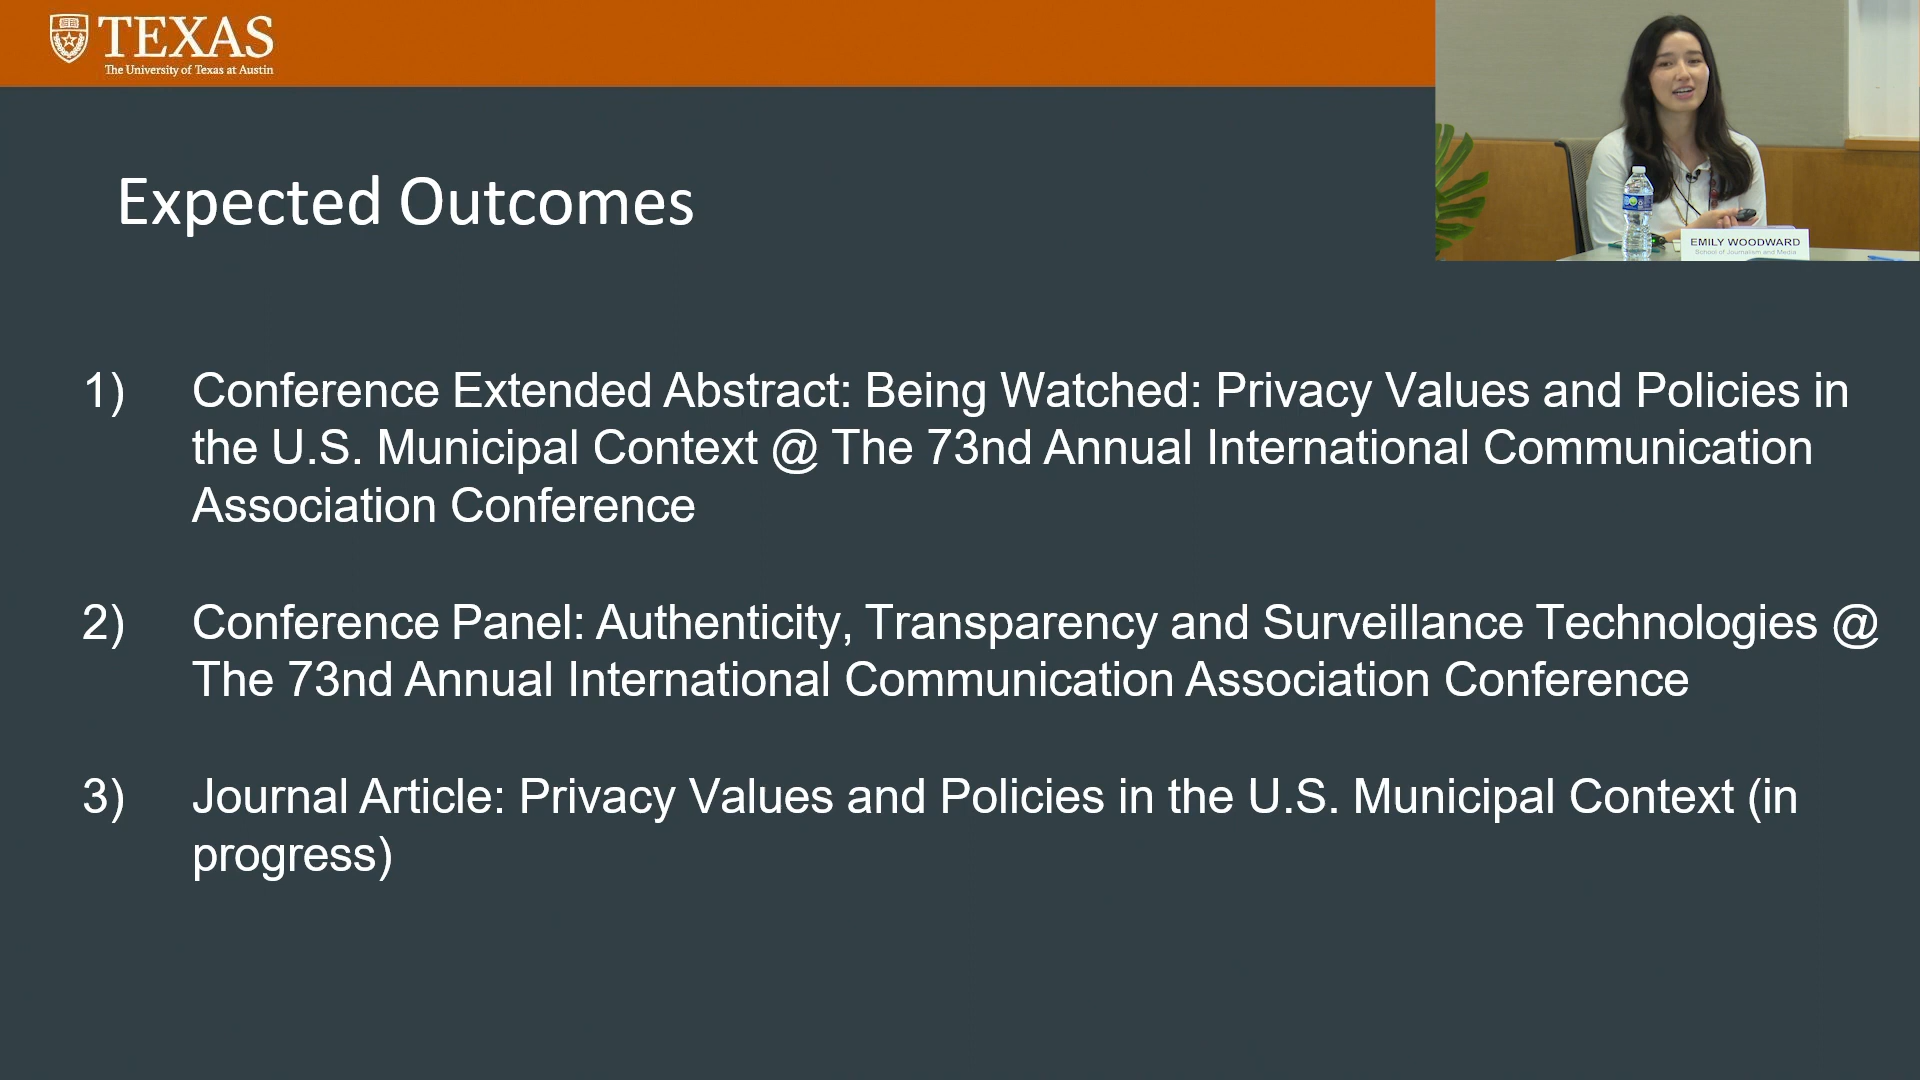 TEXAS
The University of Texas at Austin
EMILY WOODWARD
School of Journalism and Media
Expected Outcomes
1) Conference Extended Abstract: Being Watched: Privacy Values and Policies in
the U.S. Municipal Context @ The 73nd Annual International Communication
Association Conference
2) Conference Panel: Authenticity, Transparency and Surveillance Technologies @
The 73nd Annual International Communication Association Conference
3) Journal Article: Privacy Values and Policies in the U.S. Municipal Context (in
progress)